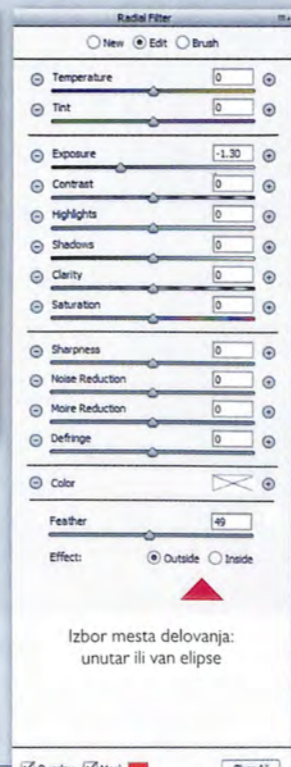 Radial Filter
New Edit Brush
Temperature 0
Tint 0
Exposure -1.30
Contrast 0
Highlights 0
Shadows 0
Clarity 0
Saturation 0
Sharpness 0
Noise Reduction 0
Moire Reduction 0
Defringe 0
Color
Feather 49
Effect: Outside Inside
Izbor mesta delovanja:
unutar ili van elipse